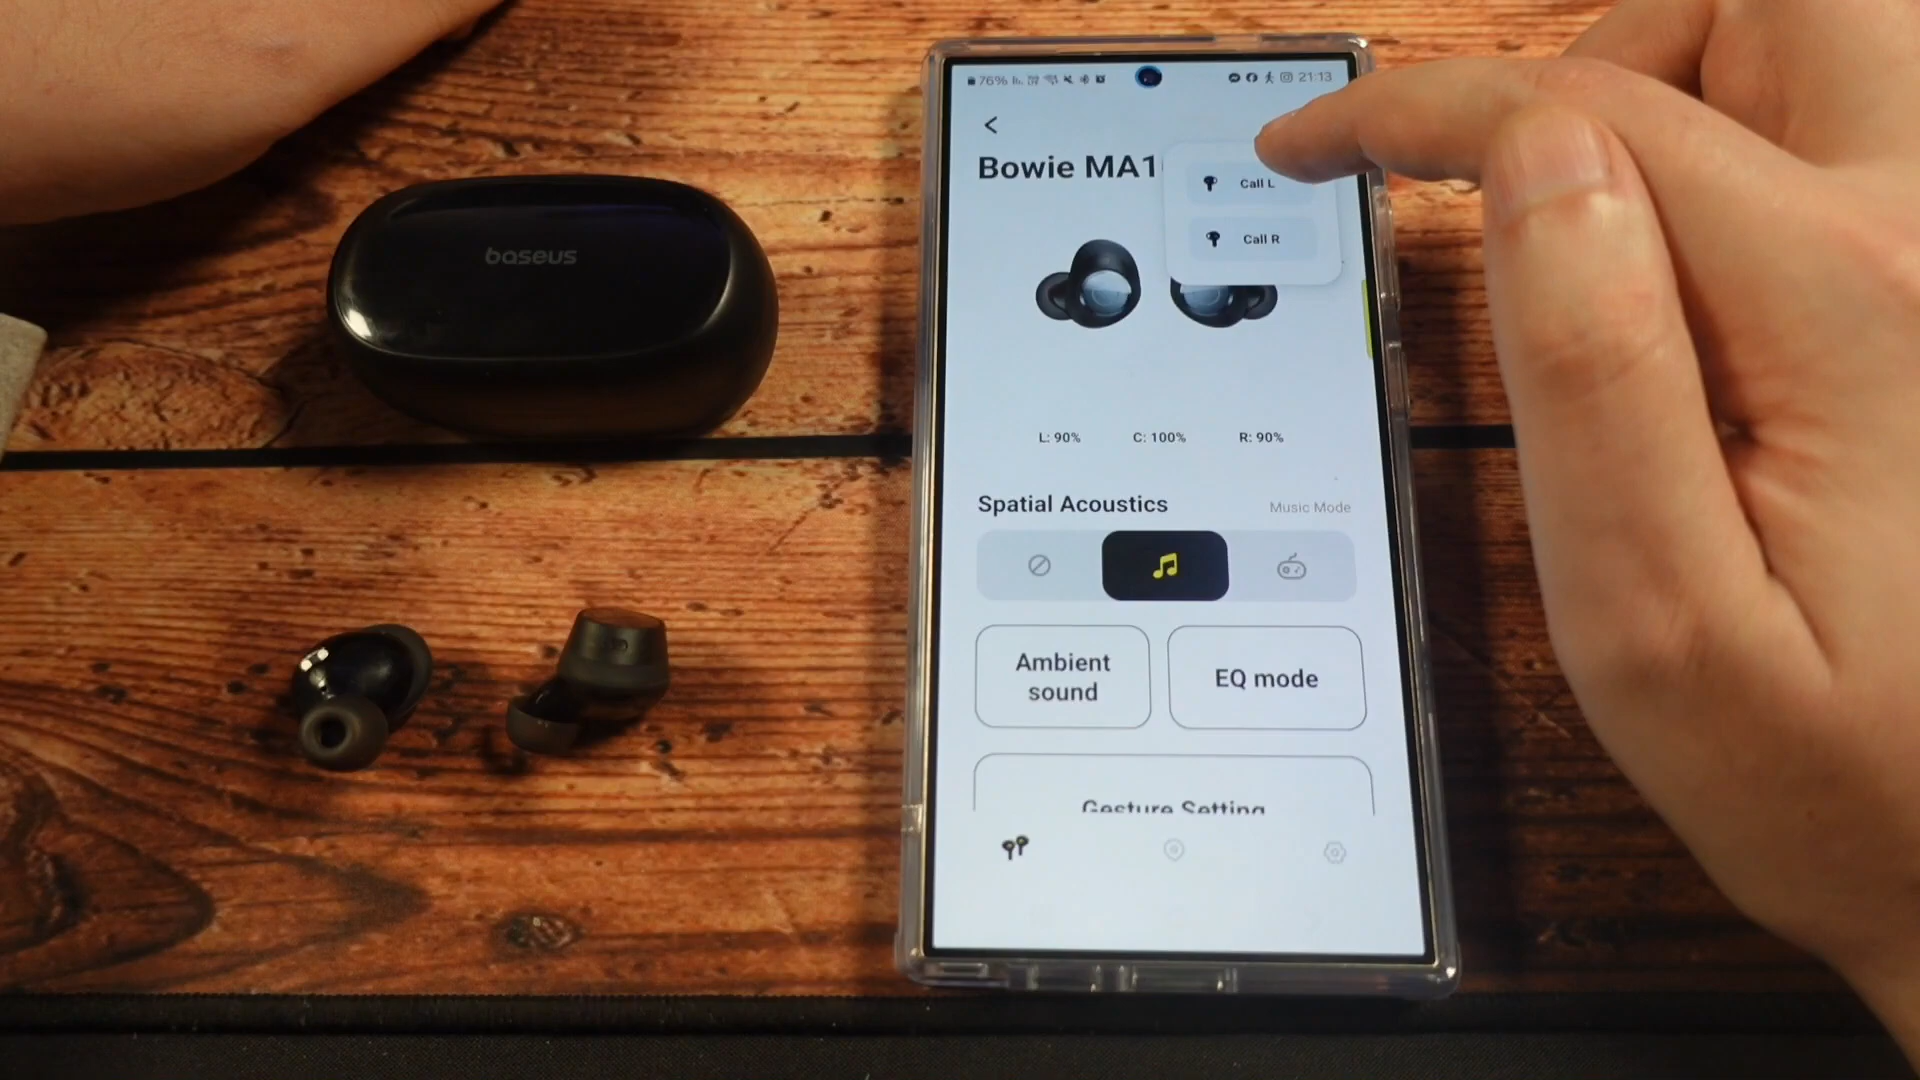 baseus
76%
21:13
Bowie MA1
Call L
Call R
L: 90%
C: 100%
R: 90%
Spatial Acoustics
Music Mode
Ambient
sound
EQ mode
Gesture Setting